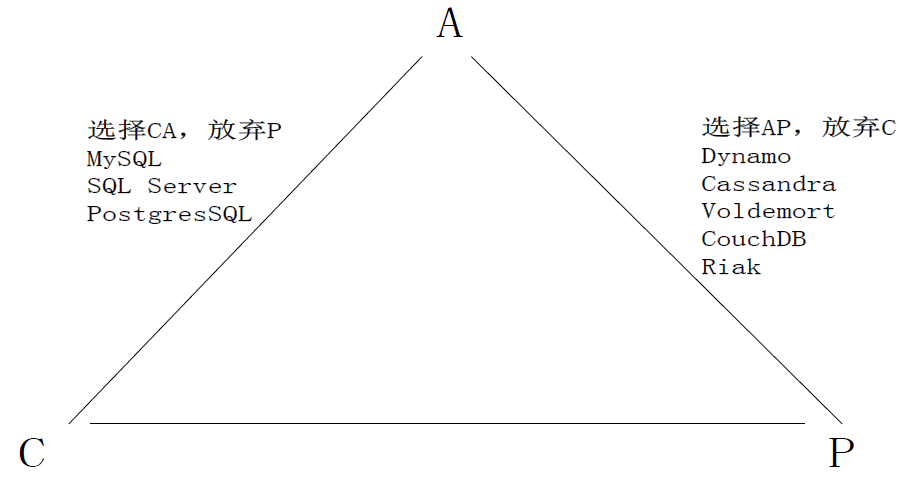 A
选择CA，放弃P
MySQL
SQL Server
PostgresSQL
选择AP，放弃C
Dynamo
Cassandra
Voldemort
CouchDB
Riak
C
P